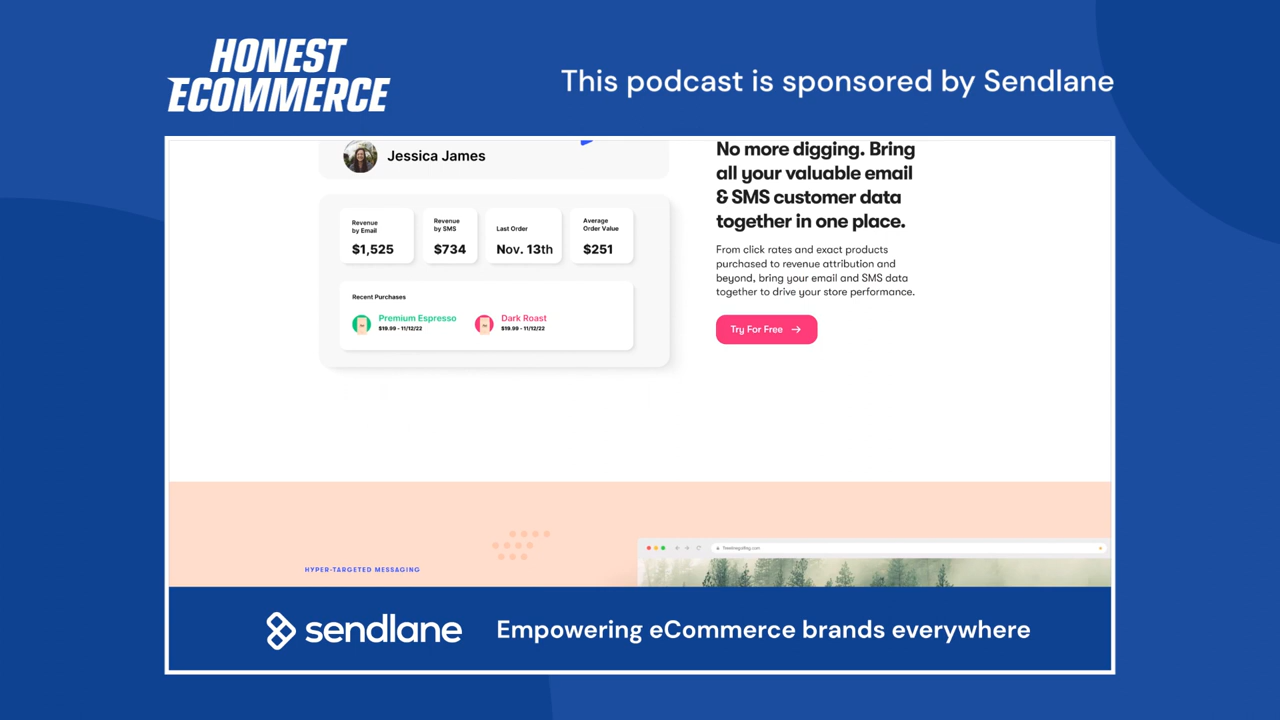 HONEST
ECOMMERCE
This podcast is sponsored by Sendlane
Jessica James
Revenue
by Email
$1,525
Revenue
by SMS
$734
Last Order
Nov. 13th
Average
Order Value
$251
Recent Purchases
Premium Espresso
$19.99 - 11/12/22
Dark Roast
$19.99 - 11/12/22
No more digging. Bring
all your valuable email
& SMS customer data
together in one place.
From click rates and exact products
purchased to revenue attribution and
beyond, bring your email and SMS data
together to drive your store performance.
Try For Free
HYPER-TARGETED MESSAGING
sendlane
Empowering eCommerce brands everywhere